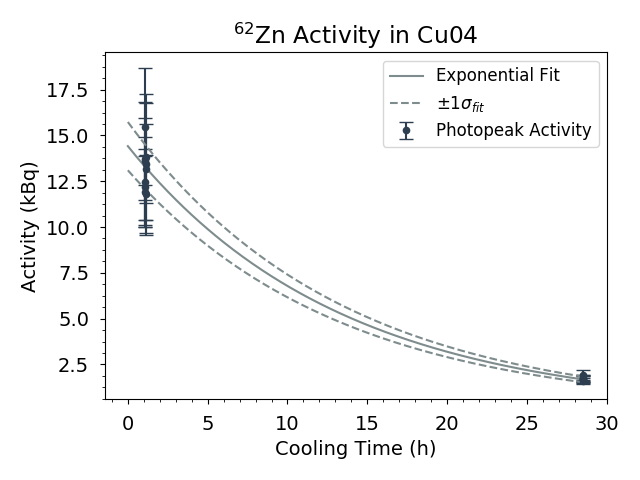 ⁶²Zn Activity in Cu04
Exponential Fit
±1σfit
Photopeak Activity
Activity (kBq)
17.5
15.0
12.5
10.0
7.5
5.0
2.5
0
5
10
15
20
25
30
Cooling Time (h)